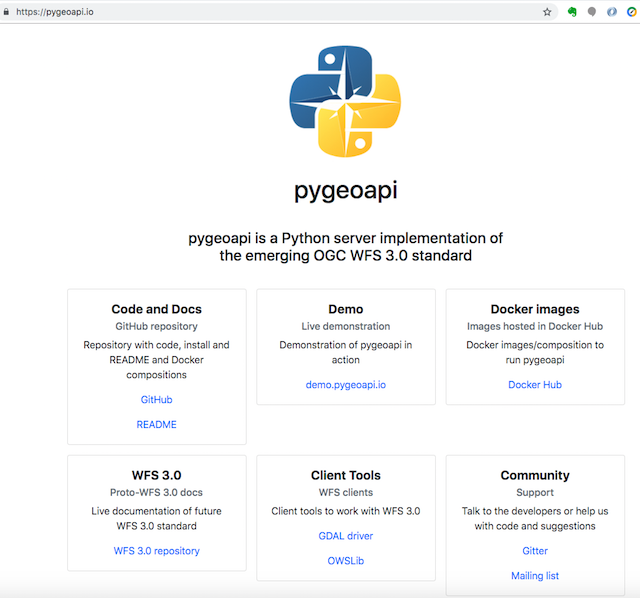 https://pygeoapi.io
pygeoapi
pygeoapi is a Python server implementation of
the emerging OGC WFS 3.0 standard
Code and Docs
GitHub repository
Repository with code, install and
README and Docker
compositions
GitHub
README
Demo
Live demonstration
Demonstration of pygeoapi in
action
demo.pygeoapi.io
Docker images
Images hosted in Docker Hub
Docker images/composition to
run pygeoapi
Docker Hub
WFS 3.0
Proto-WFS 3.0 docs
Live documentation of future
WFS 3.0 standard
WFS 3.0 repository
Client Tools
WFS clients
Client tools to work with WFS 3.0
GDAL driver
OWSLib
Community
Support
Talk to the developers or help us
with code and suggestions
Gitter
Mailing list